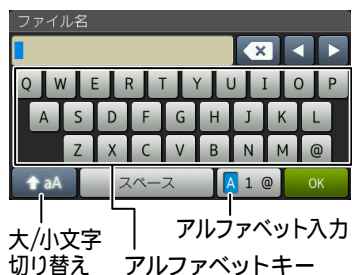 ファイル名
Q W E R T Y U I O P
A S D F G H J K L
Z X C V B N M @
aA スペース A 1 @ OK
大/小文字
切り替え
アルファベット入力
アルファベットキー